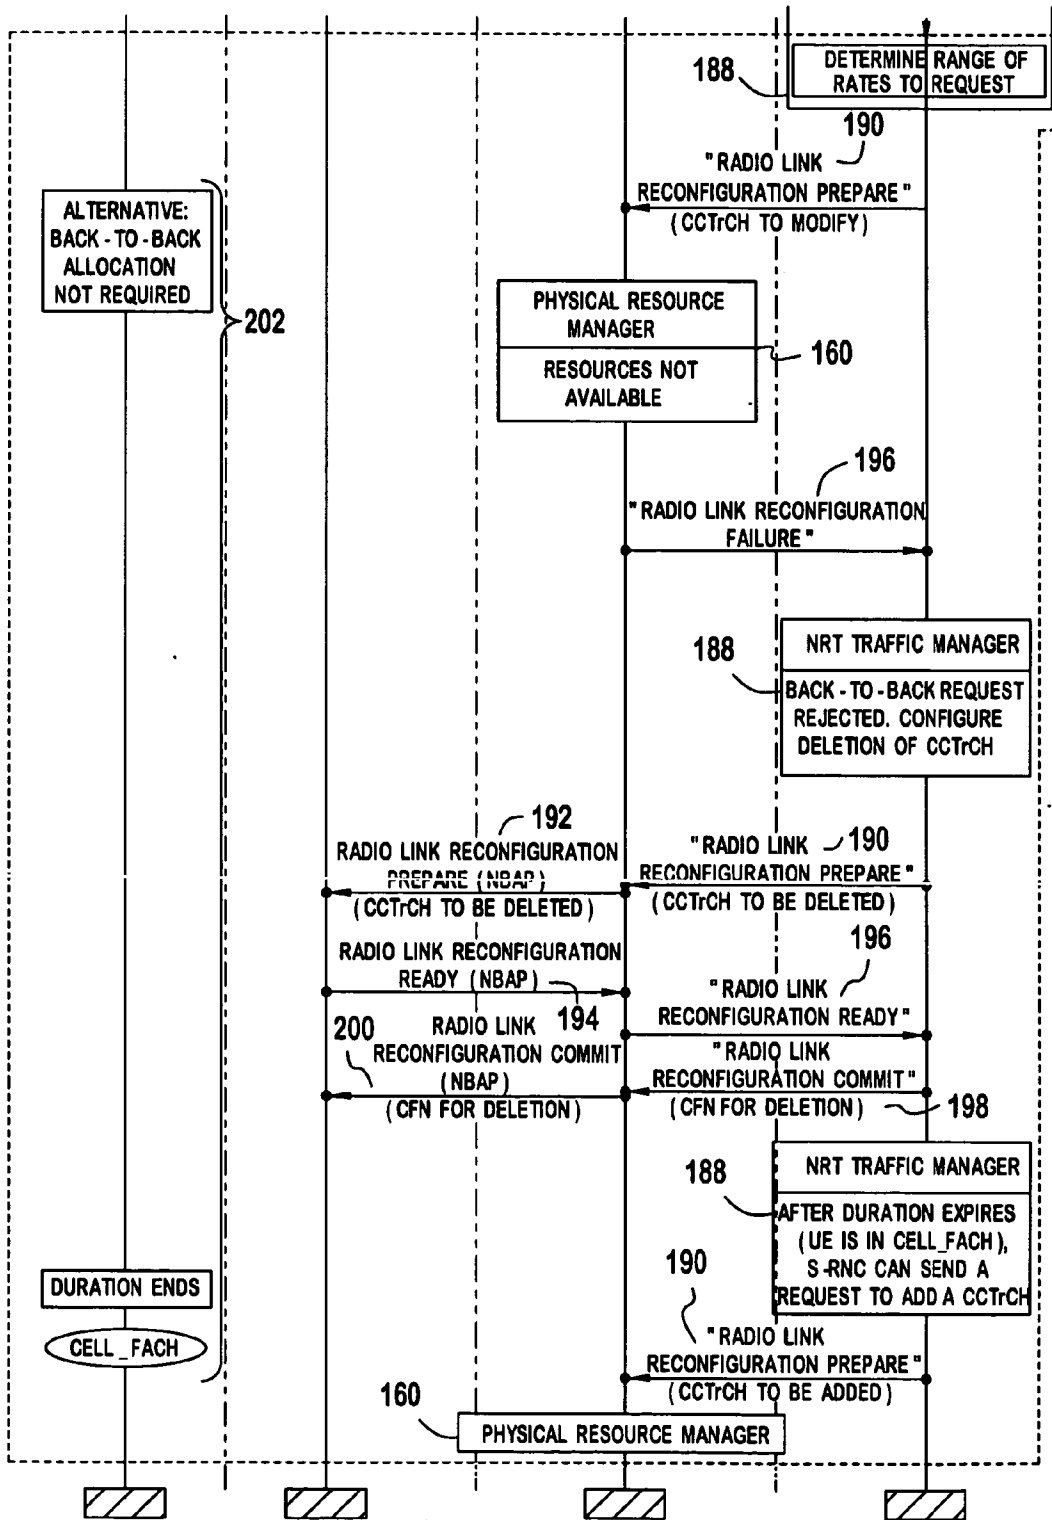 DETERMINE RANGE OF
RATES TO REQUEST
188
190
"RADIO LINK
RECONFIGURATION PREPARE"
(CCTrCH TO MODIFY)
ALTERNATIVE:
BACK-TO-BACK
ALLOCATION
NOT REQUIRED
202
PHYSICAL RESOURCE
MANAGER
160
RESOURCES NOT
AVAILABLE
196
"RADIO LINK RECONFIGURATION
FAILURE"
188
NRT TRAFFIC MANAGER
BACK-TO-BACK REQUEST
REJECTED. CONFIGURE
DELETION OF CCTrCH
192
RADIO LINK RECONFIGURATION
PREPARE (NBAP)
(CCTrCH TO BE DELETED)
"RADIO LINK
190
RECONFIGURATION PREPARE"
(CCTrCH TO BE DELETED)
RADIO LINK RECONFIGURATION
READY (NBAP)
194
196
"RADIO LINK
RECONFIGURATION READY"
200
RADIO LINK
RECONFIGURATION COMMIT
(NBAP)
(CFN FOR DELETION)
"RADIO LINK
RECONFIGURATION COMMIT"
(CFN FOR DELETION)
198
188
NRT TRAFFIC MANAGER
AFTER DURATION EXPIRES
(UE IS IN CELL_FACH),
S-RNC CAN SEND A
REQUEST TO ADD A CCTrCH
DURATION ENDS
CELL_FACH
190
"RADIO LINK
RECONFIGURATION PREPARE"
(CCTrCH TO BE ADDED)
160
PHYSICAL RESOURCE MANAGER